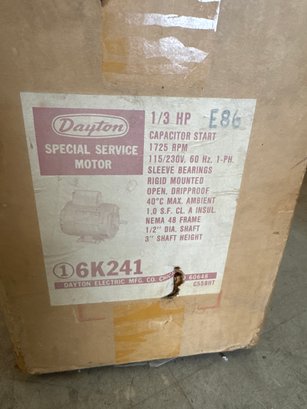 Dayton
SPECIAL SERVICE
MOTOR
1/3 HP E86
CAPACITOR START
1725 RPM
115/230V. 60 Hz. 1-PH.
SLEEVE BEARINGS
RIGID MOUNTED
OPEN, DRIPPROOF
40°C MAX. AMBIENT
1.0 S.F. CL. A INSUL.
NEMA 48 FRAME
1/2" DIA. SHAFT
3" SHAFT HEIGHT
1 6K241
DAYTON ELECTRIC MFG. CO. 60648